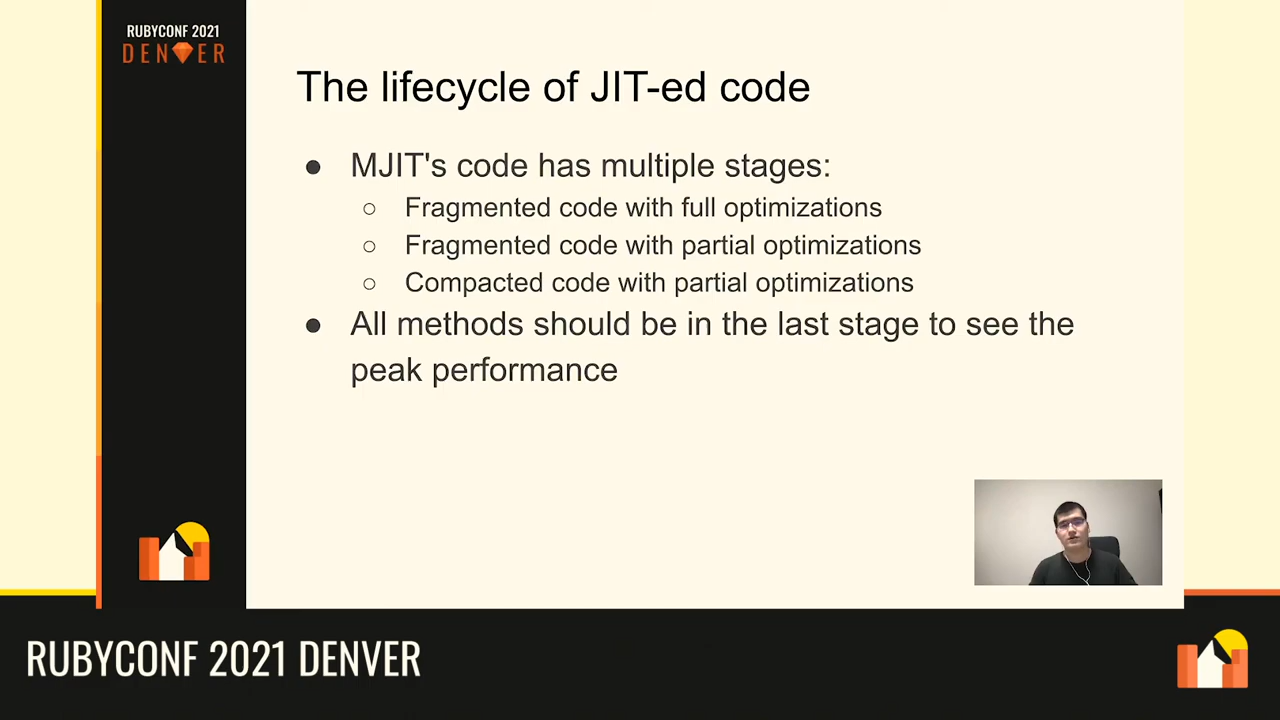 RUBYCONF 2021
DENVER
The lifecycle of JIT-ed code
● MJIT's code has multiple stages:
○ Fragmented code with full optimizations
○ Fragmented code with partial optimizations
○ Compacted code with partial optimizations
● All methods should be in the last stage to see the
peak performance
RUBYCONF 2021 DENVER